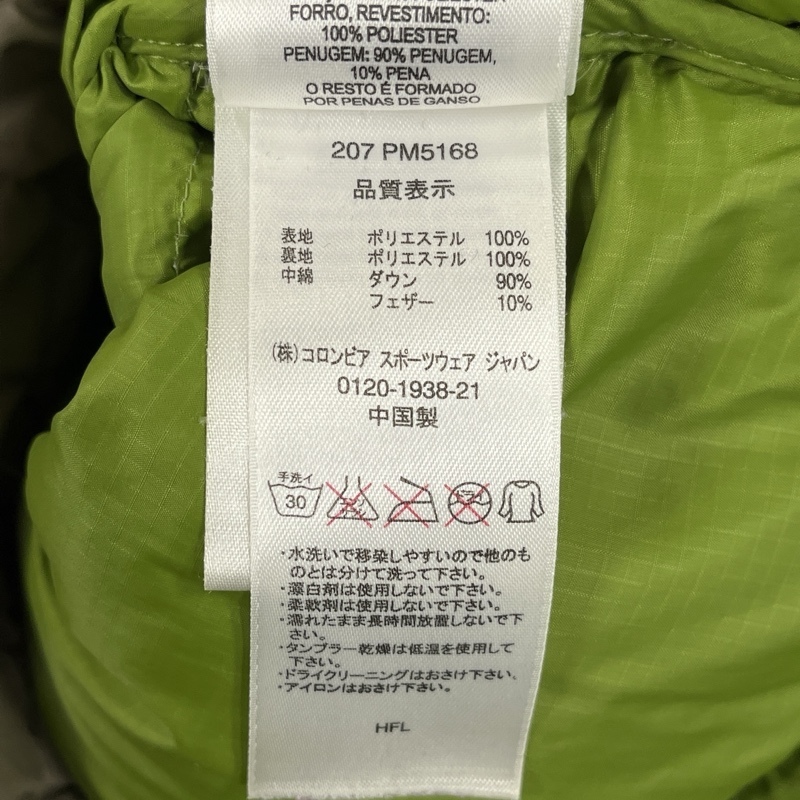 FORRO, REVESTIMENTO:
100% POLIESTER
PENUGEM: 90% PENUGEM,
10% PENA
O RESTO É FORMADO
POR PENAS DE GANSO
207 PM5168
品質表示
表地 ポリエステル 100%
裏地 ポリエステル 100%
中綿 ダウン 90%
フェザー 10%
(株)コロンビア スポーツウェア ジャパン
0120-1938-21
中国製
手洗イ
30
・水洗いで移染しやすいので他のも
のとは分けて洗って下さい。
・漂白剤は使用しないで下さい。
・柔軟剤は使用しないで下さい。
・濡れたまま長時間放置しないで下
さい。
・タンブラー乾燥は低温を使用して
下さい。
・ドライクリーニングはおさけ下さい、
・アイロンはおさけ下さい。
HFL